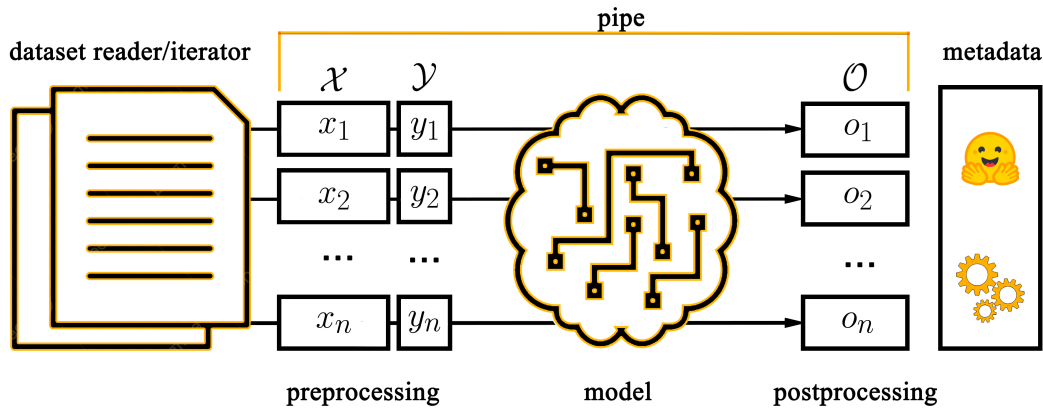 pipe
dataset reader/iterator
metadata
𝒳 𝒴 𝒪
x₁ y₁ o₁
x₂ y₂ o₂
... ... ...
xₙ yₙ oₙ
preprocessing model postprocessing